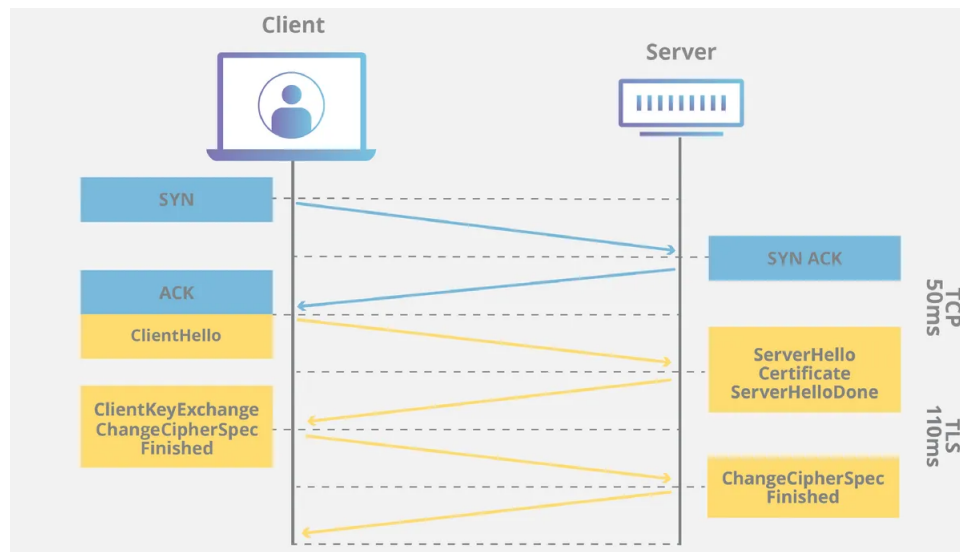 Client
Server
SYN
SYN ACK
ACK
ClientHello
TCP
50ms
ServerHello
Certificate
ServerHelloDone
ClientKeyExchange
ChangeCipherSpec
Finished
TLS
110ms
ChangeCipherSpec
Finished